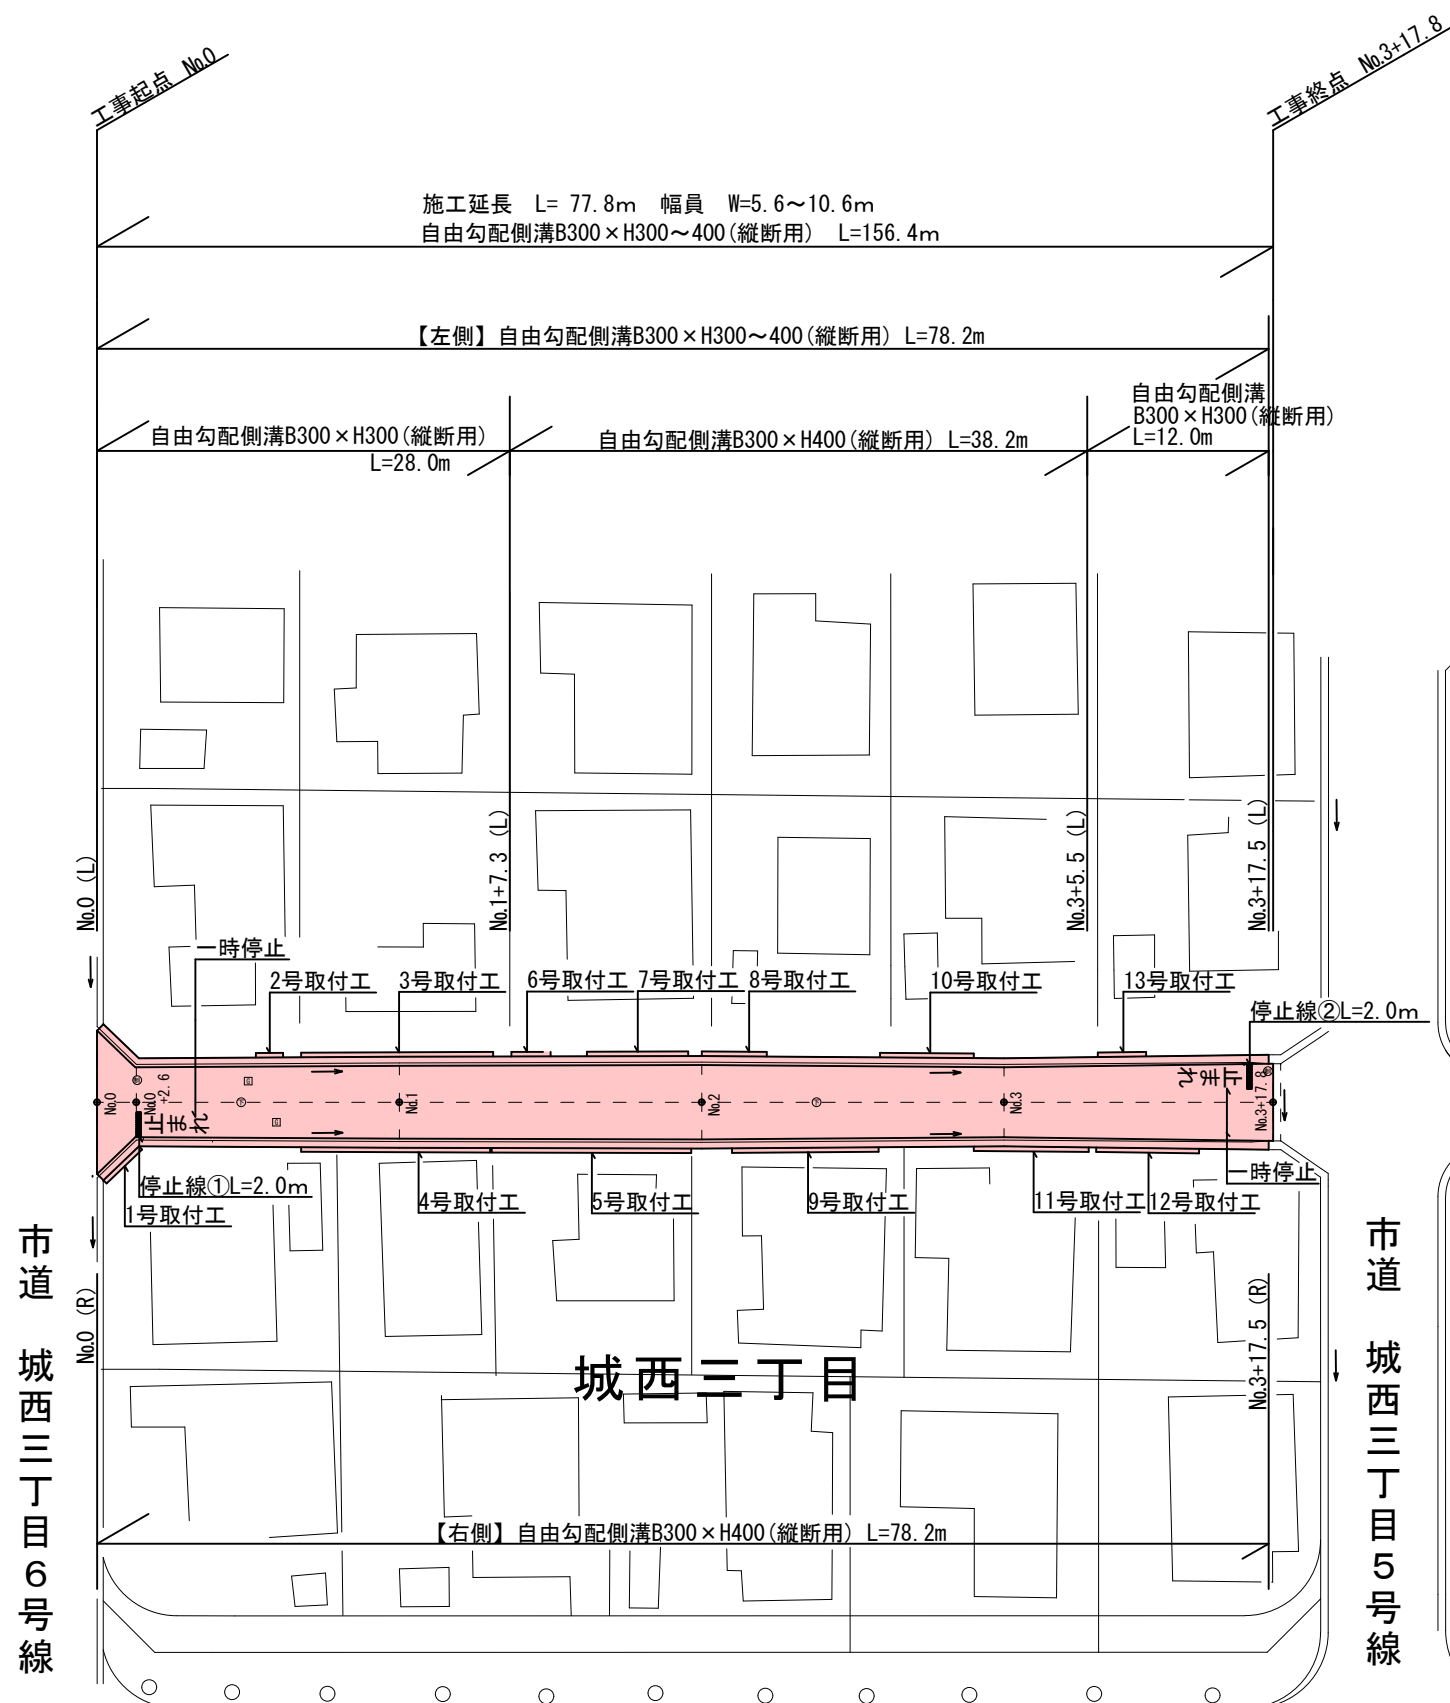 工事起点 No.0
工事終点 No.3+17.8
施工延長 L= 77.8m 幅員 W=5.6～10.6m
自由勾配側溝B300×H300～400(縦断用) L=156.4m
【左側】自由勾配側溝B300×H300～400(縦断用) L=78.2m
自由勾配側溝B300×H300(縦断用)
L=28.0m
自由勾配側溝B300×H400(縦断用) L=38.2m
自由勾配側溝
B300×H300(縦断用)
L=12.0m
No.0 (L)
No.1+7.3 (L)
No.3+5.5 (L)
No.3+17.5 (L)
一時停止
2号取付工
3号取付工
6号取付工
7号取付工
8号取付工
10号取付工
13号取付工
停止線②L=2.0m
No.0
No.0
+2.6
止まれ
No.1
No.2
No.3
止まれ
No.3+17.8
停止線①L=2.0m
1号取付工
4号取付工
5号取付工
9号取付工
11号取付工
12号取付工
一時停止
No.0 (R)
No.3+17.5 (R)
市道 城西三丁目6号線
城西三丁目
市道 城西三丁目5号線
【右側】自由勾配側溝B300×H400(縦断用) L=78.2m